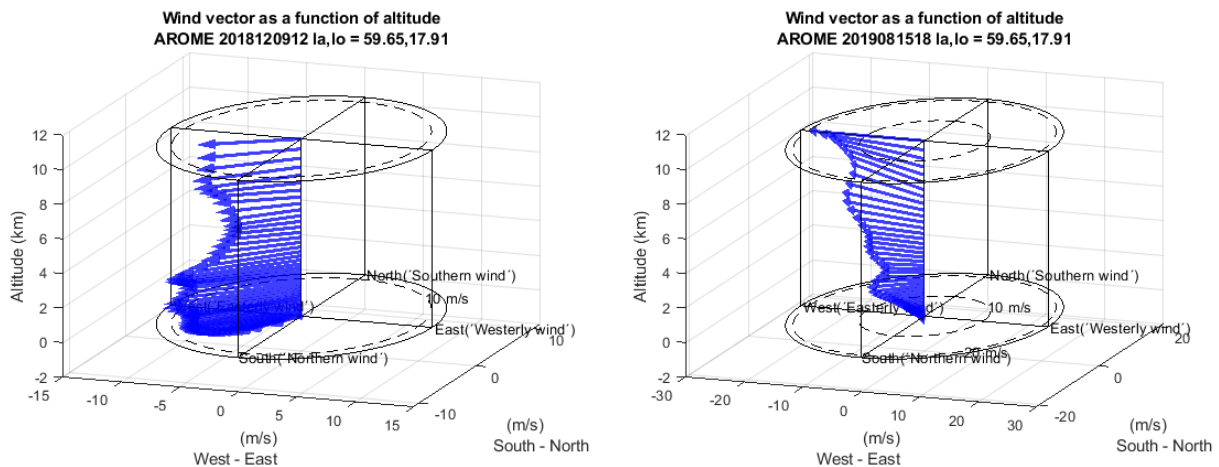 Wind vector as a function of altitude
AROME 2018120912 la,lo = 59.65,17.91
12
10
8
6
4
2
0
-2
Altitude (km)
North(´Southern wind´)
10 m/s
West(´Easterly wind´)
East(´Westerly wind´)
South(´Northern wind´)
-15
-10
-5
0
5
10
15
(m/s)
West - East
-10
0
10
(m/s)
South - North
Wind vector as a function of altitude
AROME 2019081518 la,lo = 59.65,17.91
12
10
8
6
4
2
0
-2
Altitude (km)
North(´Southern wind´)
West(´Easterly wind´)
10 m/s
East(´Westerly wind´)
20 m/s
South(´Northern wind´)
-30
-20
-10
0
10
20
30
(m/s)
West - East
-20
0
20
(m/s)
South - North